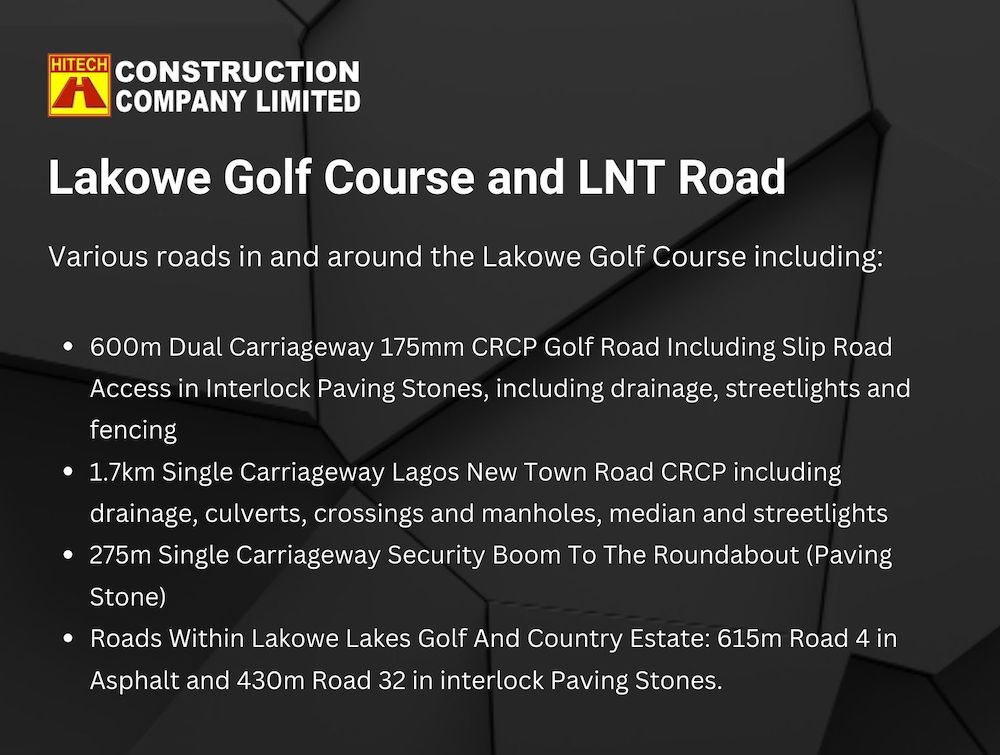 HITECH
CONSTRUCTION
COMPANY LIMITED
Lakowe Golf Course and LNT Road
Various roads in and around the Lakowe Golf Course including:
• 600m Dual Carriageway 175mm CRCP Golf Road Including Slip Road
Access in Interlock Paving Stones, including drainage, streetlights and
fencing
• 1.7km Single Carriageway Lagos New Town Road CRCP including
drainage, culverts, crossings and manholes, median and streetlights
• 275m Single Carriageway Security Boom To The Roundabout (Paving
Stone)
• Roads Within Lakowe Lakes Golf And Country Estate: 615m Road 4 in
Asphalt and 430m Road 32 in interlock Paving Stones.